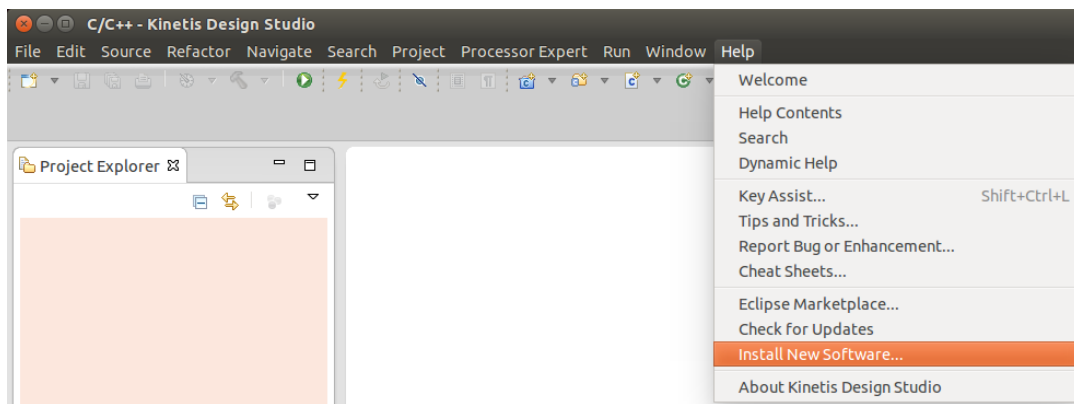 C/C++ - Kinetis Design Studio
File Edit Source Refactor Navigate Search Project Processor Expert Run Window Help
Welcome
Help Contents
Search
Dynamic Help
Project Explorer
Key Assist... Shift+Ctrl+L
Tips and Tricks...
Report Bug or Enhancement...
Cheat Sheets...
Eclipse Marketplace...
Check for Updates
Install New Software...
About Kinetis Design Studio